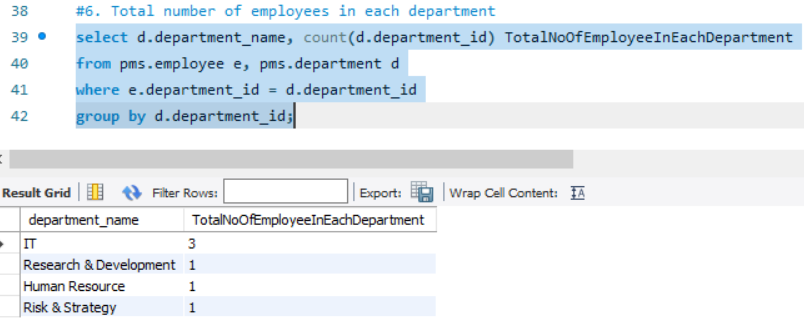 38 #6. Total number of employees in each department
39 select d.department_name, count(d.department_id) TotalNoOfEmployeeInEachDepartment
40 from pms.employee e, pms.department d
41 where e.department_id = d.department_id
42 group by d.department_id;
Result Grid Filter Rows: Export: Wrap Cell Content:
department_name TotalNoOfEmployeeInEachDepartment
IT 3
Research & Development 1
Human Resource 1
Risk & Strategy 1